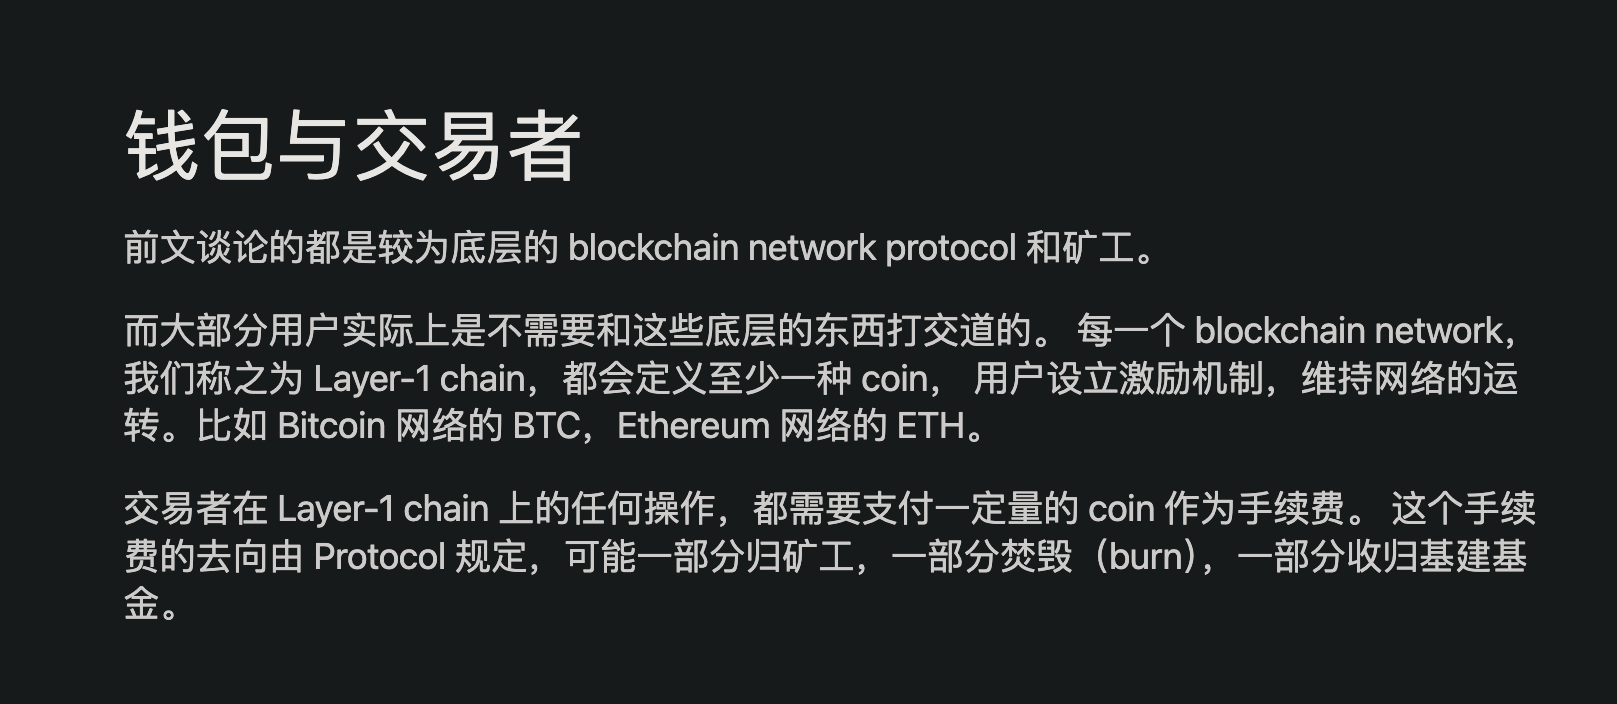 钱包与交易者
前文谈论的都是较为底层的 blockchain network protocol 和矿工。
而大部分用户实际上是不需要和这些底层的东西打交道的。 每一个 blockchain network，
我们称之为 Layer-1 chain，都会定义至少一种 coin， 用户设立激励机制，维持网络的运
转。比如 Bitcoin 网络的 BTC，Ethereum 网络的 ETH。
交易者在 Layer-1 chain 上的任何操作，都需要支付一定量的 coin 作为手续费。 这个手续
费的去向由 Protocol 规定，可能一部分归矿工，一部分焚毁（burn），一部分收归基建基
金。